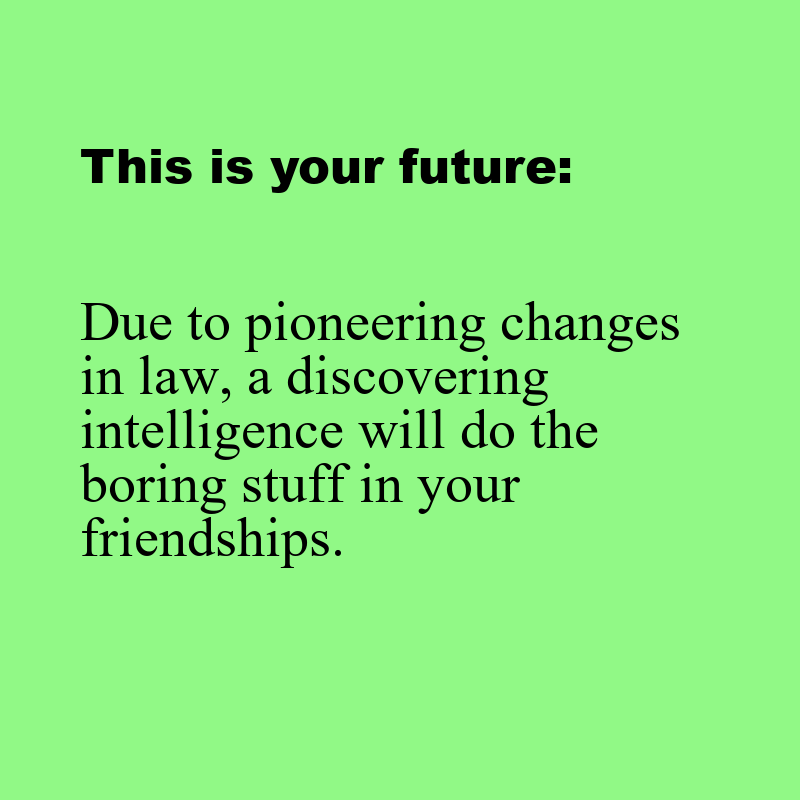 This is your future:
Due to pioneering changes
in law, a discovering
intelligence will do the
boring stuff in your
friendships.